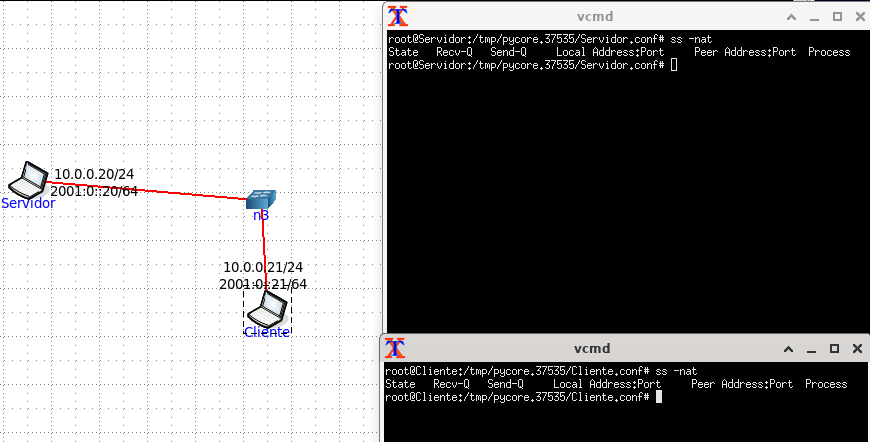 vcmd
root@Servidor:/tmp/pycore.37535/Servidor.conf# ss -nat
State Recv-Q Send-Q Local Address:Port Peer Address:Port Process
root@Servidor:/tmp/pycore.37535/Servidor.conf#
10.0.0.20/24
2001:0::20/64
Servidor
n3
10.0.0.21/24
2001:0::21/64
Cliente
vcmd
root@Cliente:/tmp/pycore.37535/Cliente.conf# ss -nat
State Recv-Q Send-Q Local Address:Port Peer Address:Port Process
root@Cliente:/tmp/pycore.37535/Cliente.conf#